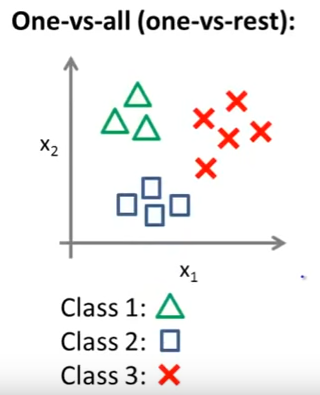 One-vs-all (one-vs-rest):
x2
x1
Class 1:
Class 2:
Class 3: